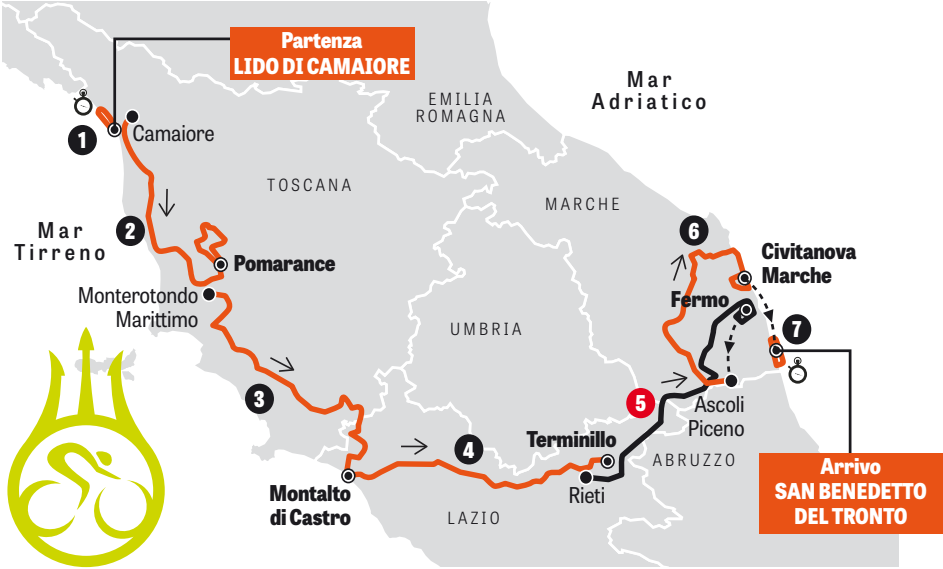 Partenza
LIDO DI CAMAIORE
Mar
Adriatico
EMILIA
ROMAGNA
1
Camaiore
TOSCANA
MARCHE
2
Mar
Tirreno
6
Civitanova
Marche
Pomarance
Fermo
Monterotondo
Marittimo
UMBRIA
7
3
5
Ascoli
Piceno
4
Terminillo
ABRUZZO
Rieti
Montalto
di Castro
LAZIO
Arrivo
SAN BENEDETTO
DEL TRONTO